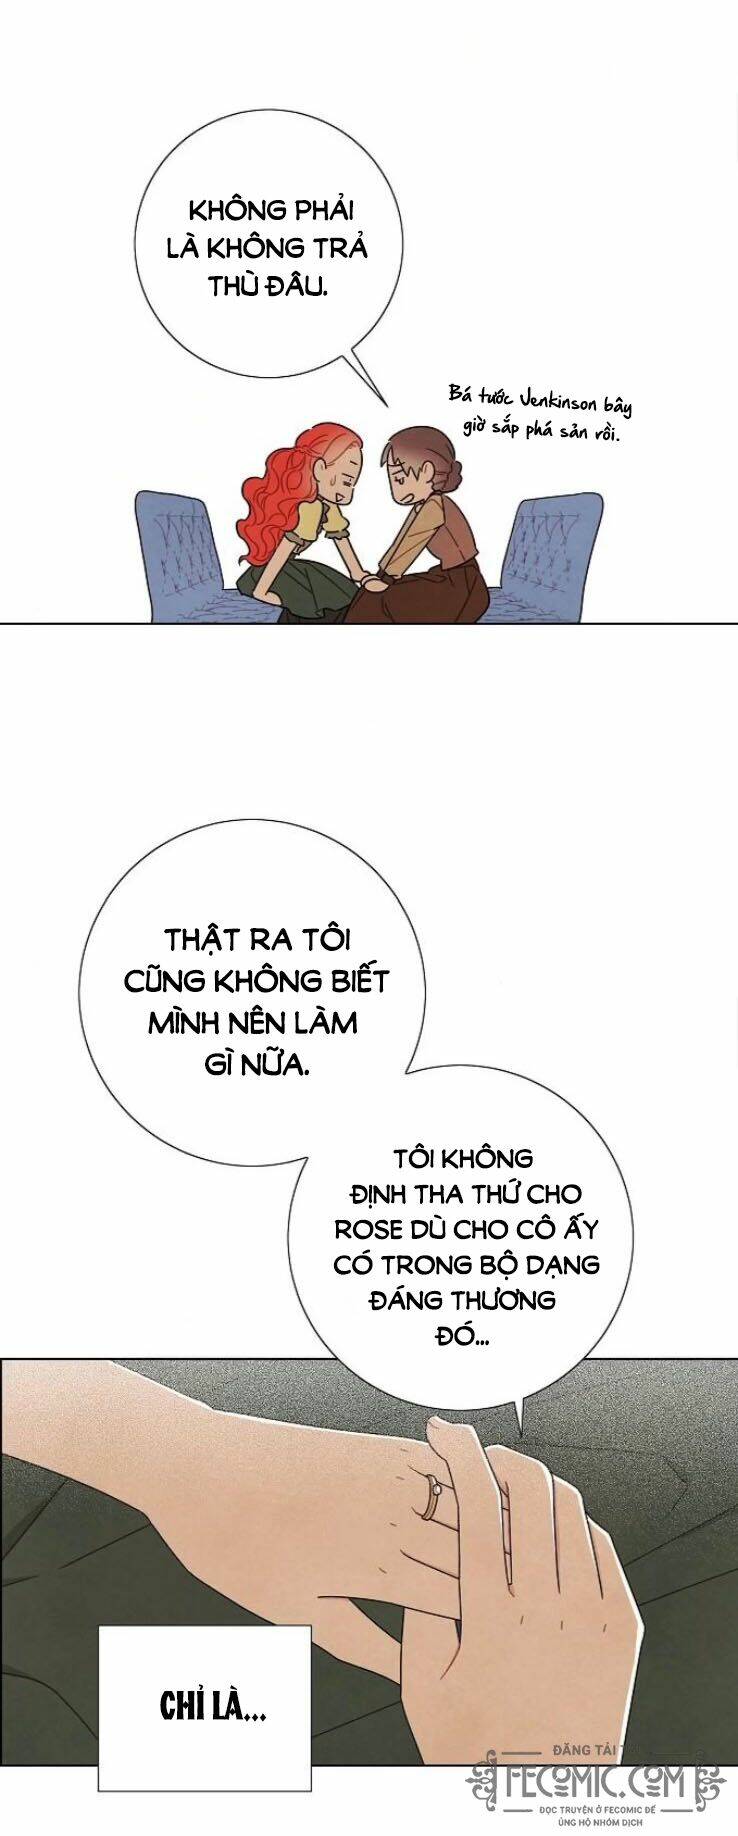 KHÔNG PHẢI
LÀ KHÔNG TRẢ
THÙ ĐÂU.
Bá tước Jenkinson bây
giờ sắp phá sản rồi.
THẬT RA TÔI
CŨNG KHÔNG BIẾT
MÌNH NÊN LÀM
GÌ NỮA.
TÔI KHÔNG
ĐỊNH THA THỨ CHO
ROSE DÙ CHO CÔ ẤY
CÓ TRONG BỘ DẠNG
ĐÁNG THƯƠNG
ĐÓ...
CHỈ LÀ...
ĐĂNG TẢI T
FECOMIC.COM
ĐỌC TRUYỆN Ở FECOMIC ĐỂ
ỦNG HỘ NHÓM DỊCH